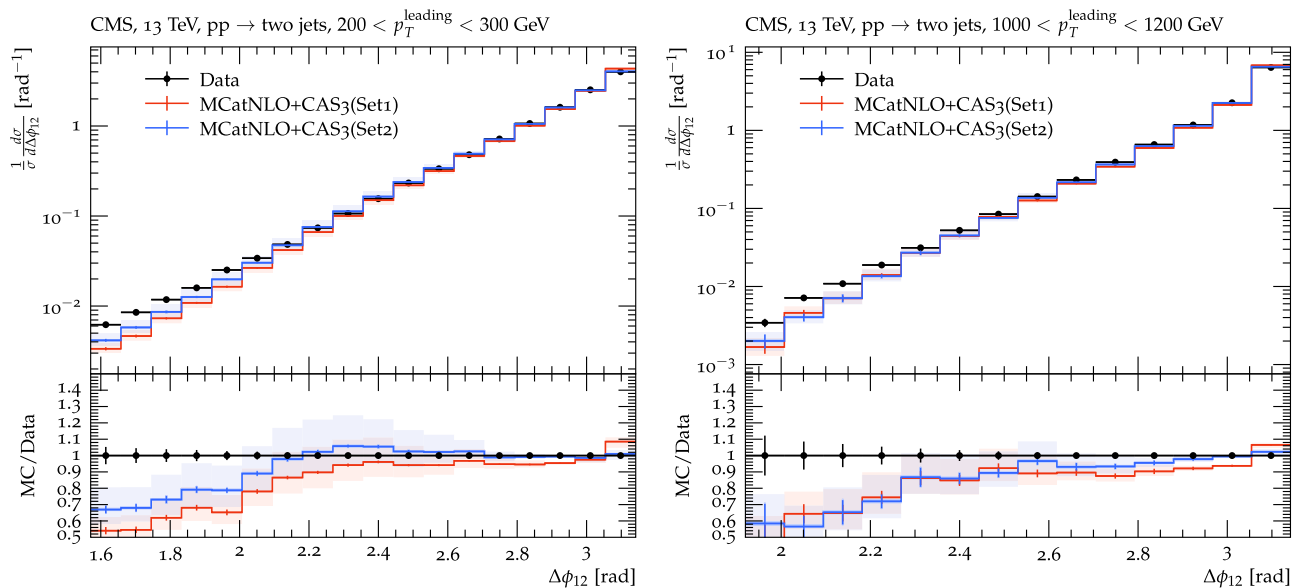 CMS, 13 TeV, pp → two jets, 200 < p_T^leading < 300 GeV
1/σ dσ/dΔϕ12 [rad−1]
Data
MCatNLO+CAS3(Set1)
MCatNLO+CAS3(Set2)
1
10−1
10−2
MC/Data
1.4
1.3
1.2
1.1
1
0.9
0.8
0.7
0.6
0.5
1.6 1.8 2 2.2 2.4 2.6 2.8 3
Δϕ12 [rad]
CMS, 13 TeV, pp → two jets, 1000 < p_T^leading < 1200 GeV
1/σ dσ/dΔϕ12 [rad−1]
Data
MCatNLO+CAS3(Set1)
MCatNLO+CAS3(Set2)
10 1
1
10−1
10−2
10−3
MC/Data
1.4
1.3
1.2
1.1
1
0.9
0.8
0.7
0.6
0.5
2 2.2 2.4 2.6 2.8 3
Δϕ12 [rad]